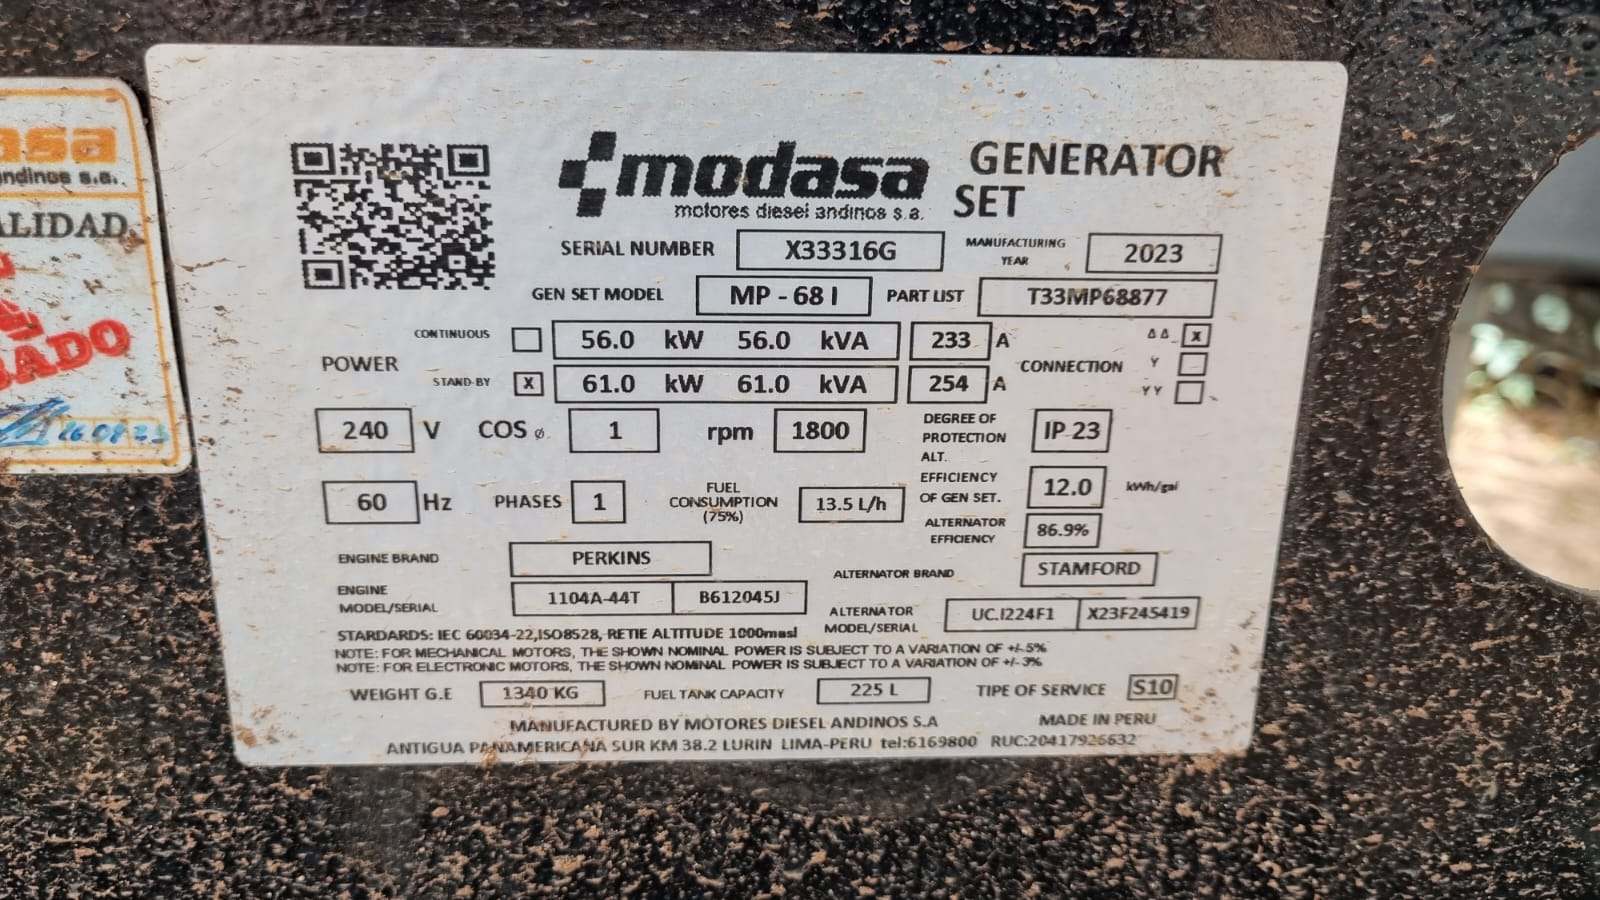 asa
andinos s.a.
ALIDAD
modasa
motores diesel andinos s.a.
GENERATOR
SET
SERIAL NUMBER X33316G MANUFACTURING YEAR 2023
GEN SET MODEL MP - 68 I PART LIST T33MP68877
POWER
CONTINUOUS 56.0 kW 56.0 kVA 233 A
STAND-BY X 61.0 kW 61.0 kVA 254 A
CONNECTION
ΔΔ X
Y
YY
240 V COS ø 1 rpm 1800 DEGREE OF PROTECTION ALT. IP 23
EFFICIENCY OF GEN SET. 12.0 kWh/gal
60 Hz PHASES 1 FUEL CONSUMPTION (75%) 13.5 L/h
ALTERNATOR EFFICIENCY 86.9%
ENGINE BRAND PERKINS ALTERNATOR BRAND STAMFORD
ENGINE MODEL/SERIAL 1104A-44T B612045J ALTERNATOR MODEL/SERIAL UC.I224F1 X23F245419
STARDARDS: IEC 60034-22,ISO8528, RETIE ALTITUDE 1000masl
NOTE: FOR MECHANICAL MOTORS, THE SHOWN NOMINAL POWER IS SUBJECT TO A VARIATION OF +/-5%
NOTE: FOR ELECTRONIC MOTORS, THE SHOWN NOMINAL POWER IS SUBJECT TO A VARIATION OF +/-3%
WEIGHT G.E 1340 KG FUEL TANK CAPACITY 225 L TIPE OF SERVICE S10
MANUFACTURED BY MOTORES DIESEL ANDINOS S.A MADE IN PERU
ANTIGUA PANAMERICANA SUR KM 38.2 LURIN LIMA-PERU tel:6169800 RUC:20417926632